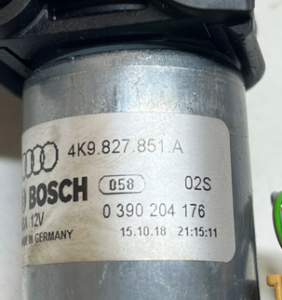 4K9.827.851.A
BOSCH 058 02S
A 12V 0 390 204 176
IN GERMANY 15.10.18 21:15:11